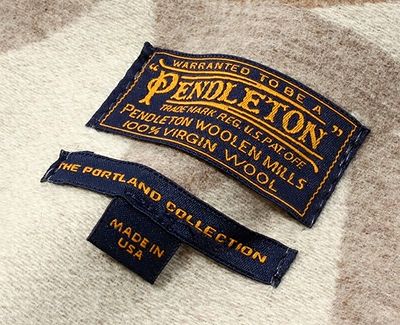 WARRANTED TO BE A
"PENDLETON"
TRADE MARK REG. U.S. PAT. OFF.
PENDLETON WOOLEN MILLS
100% VIRGIN WOOL
THE PORTLAND COLLECTION
MADE IN
USA